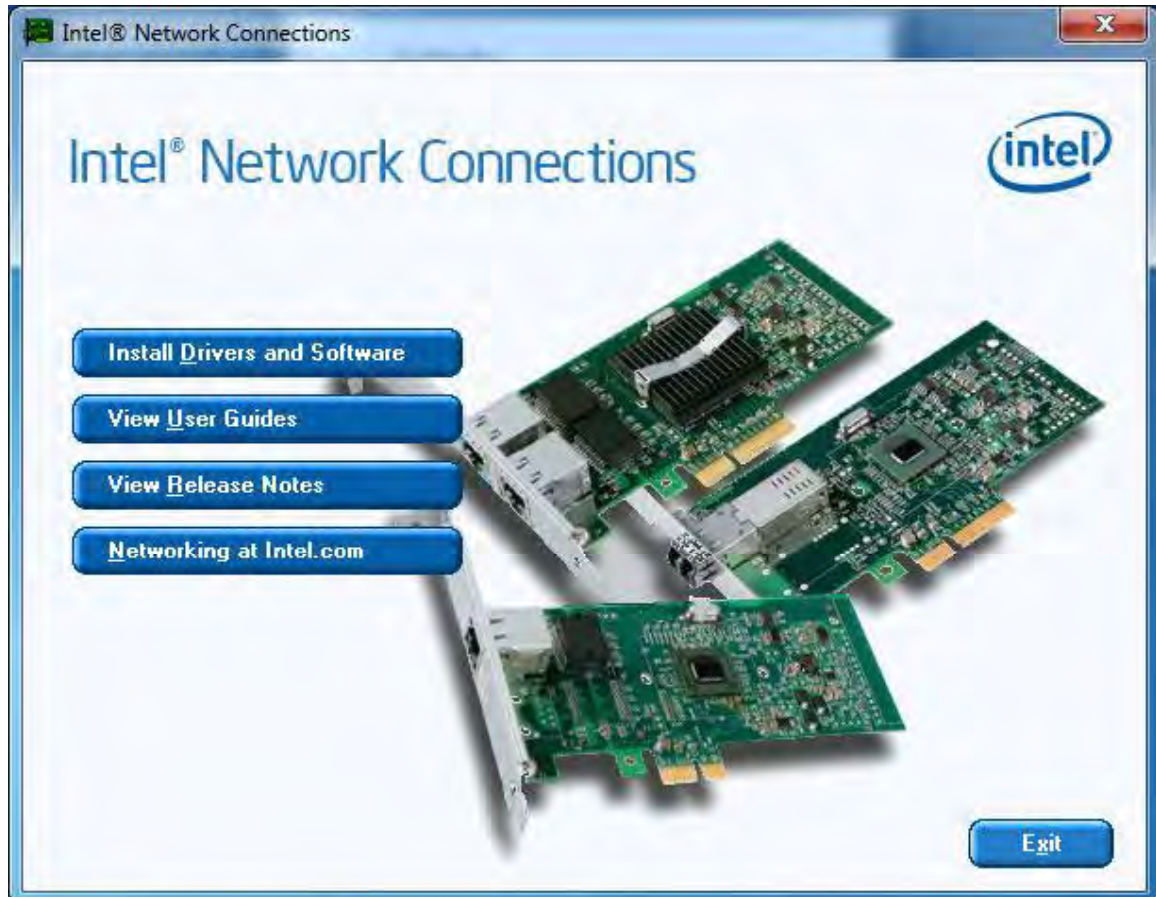 Intel® Network Connections
X
Intel® Network Connections
intel
Install Drivers and Software
View User Guides
View Release Notes
Networking at Intel.com
Exit